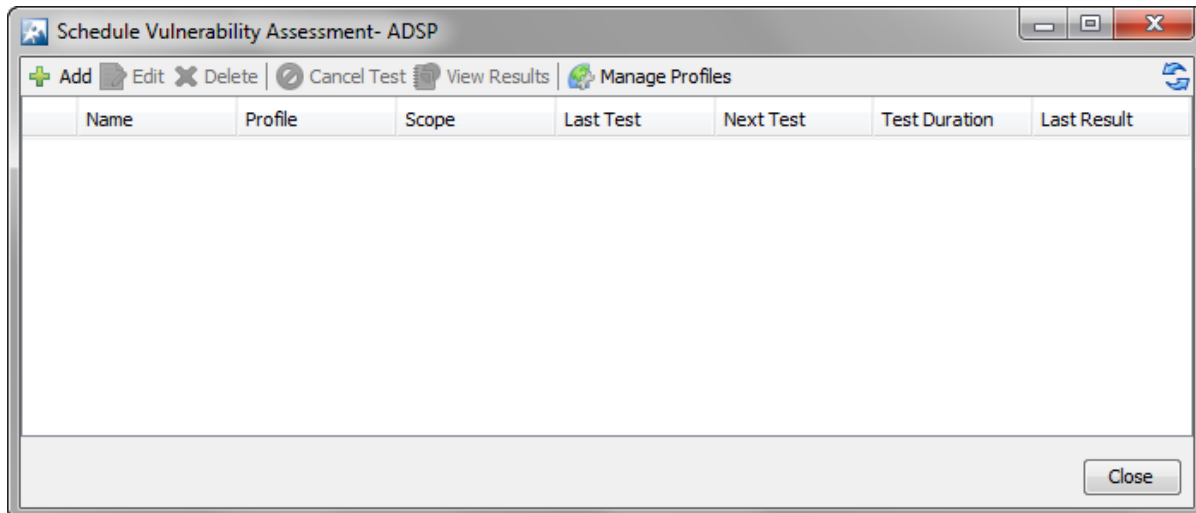 Schedule Vulnerability Assessment- ADSP
Add Edit Delete Cancel Test View Results Manage Profiles
Name Profile Scope Last Test Next Test Test Duration Last Result
Close